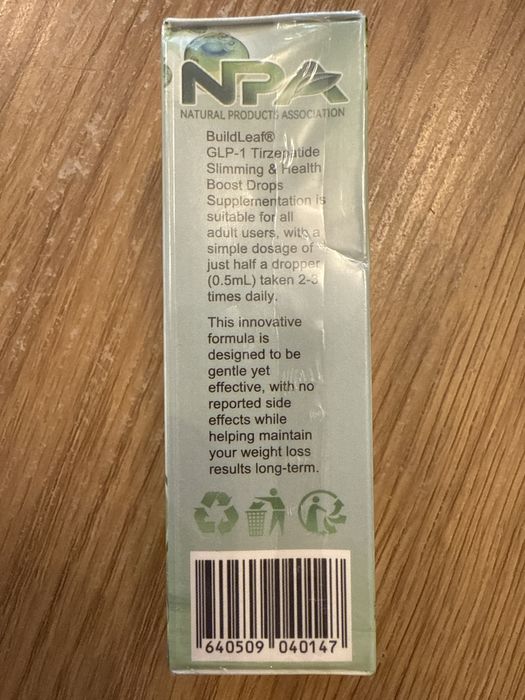 NPA
NATURAL PRODUCTS ASSOCIATION
BuildLeaf®
GLP-1 Tirzepatide
Slimming & Health
Boost Drops
Supplementation is
suitable for all
adult users, with a
simple dosage of
just half a dropper
(0.5mL) taken 2-3
times daily.
This innovative
formula is
designed to be
gentle yet
effective, with no
reported side
effects while
helping maintain
your weight loss
results long-term.
640509 040147